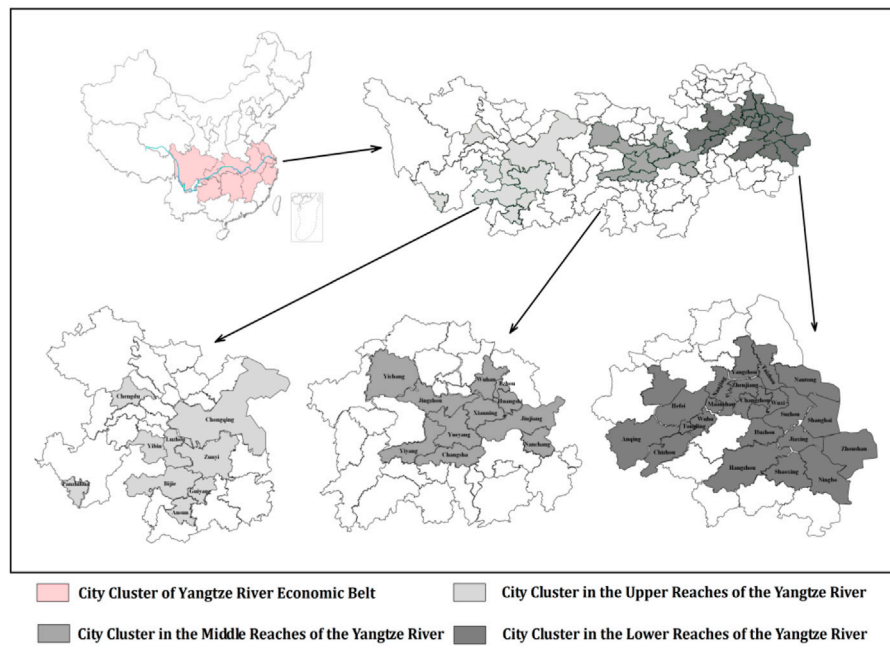 Chengdu
Chongqing
Yibin
Luzhou
Zunyi
Bijie
Guiyang
Anshun
Panzhihua
Yichang
Wuhan
Ezhou
Jingzhou
Huangshi
Xianning
Jiujiang
Yueyang
Nanchang
Yiyang
Changsha
Yangzhou
Nantong
Zhenjiang
Hefei
Maanshan
Changzhou
Wuxi
Wuhu
Suzhou
Shanghai
Tongling
Anqing
Huzhou
Jiaxing
Chizhou
Zhoushan
Hangzhou
Shaoxing
Ningbo
City Cluster of Yangtze River Economic Belt
City Cluster in the Upper Reaches of the Yangtze River
City Cluster in the Middle Reaches of the Yangtze River
City Cluster in the Lower Reaches of the Yangtze River